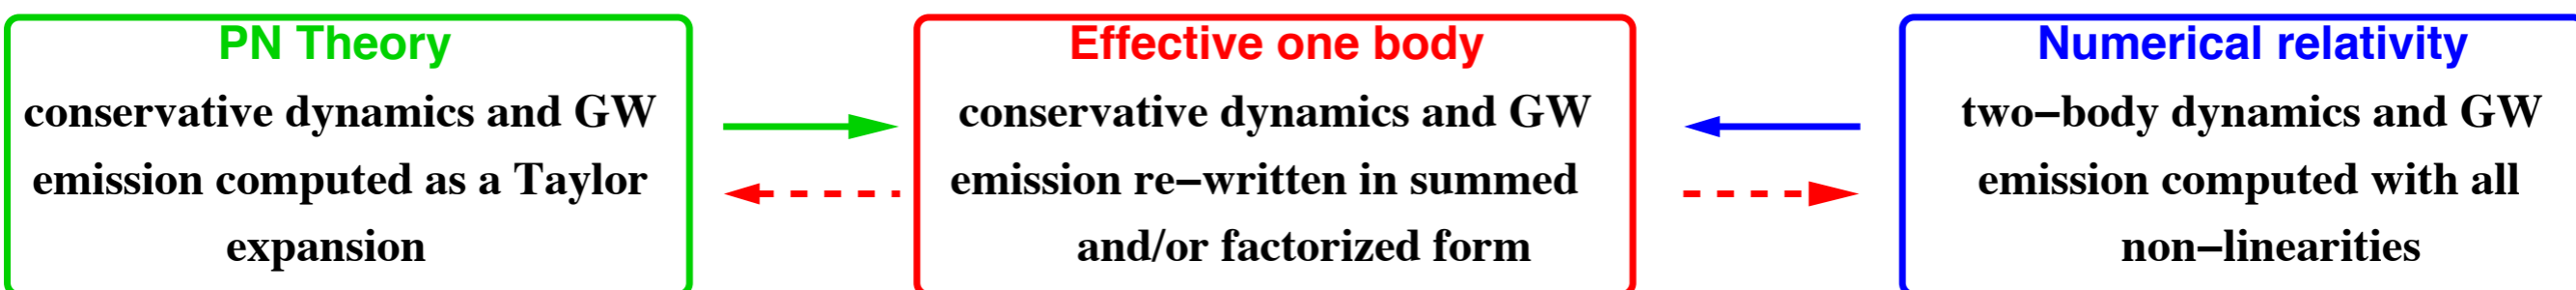 PN Theory
conservative dynamics and GW
emission computed as a Taylor
expansion
Effective one body
conservative dynamics and GW
emission re−written in summed
and/or factorized form
Numerical relativity
two−body dynamics and GW
emission computed with all
non−linearities